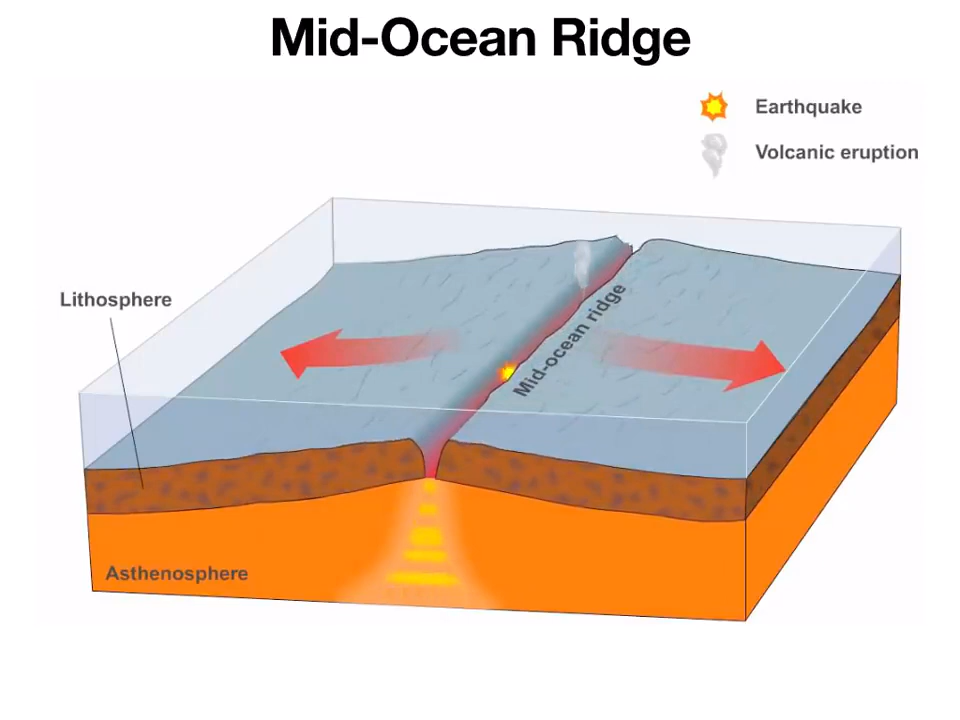 Mid-Ocean Ridge
Earthquake
Volcanic eruption
Lithosphere
Mid-ocean ridge
Asthenosphere